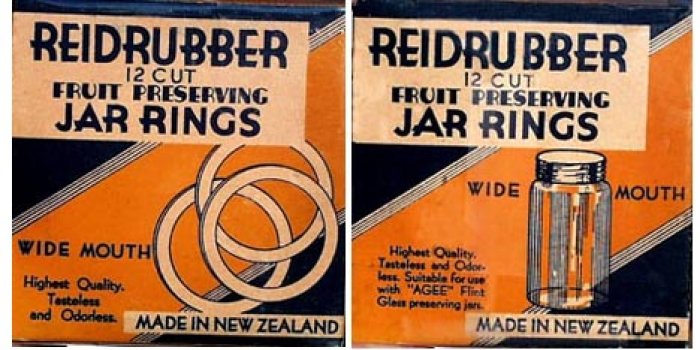 REIDRUBBER
12 CUT
FRUIT PRESERVING
JAR RINGS
WIDE MOUTH
Highest Quality.
Tasteless
and Odorless.
MADE IN NEW ZEALAND
REIDRUBBER
12 CUT
FRUIT PRESERVING
JAR RINGS
WIDE MOUTH
Highest Quality.
Tasteless and Odor-
less. Suitable for use
with "AGEE" Flint
Glass preserving jars.
MADE IN NEW ZEALAND